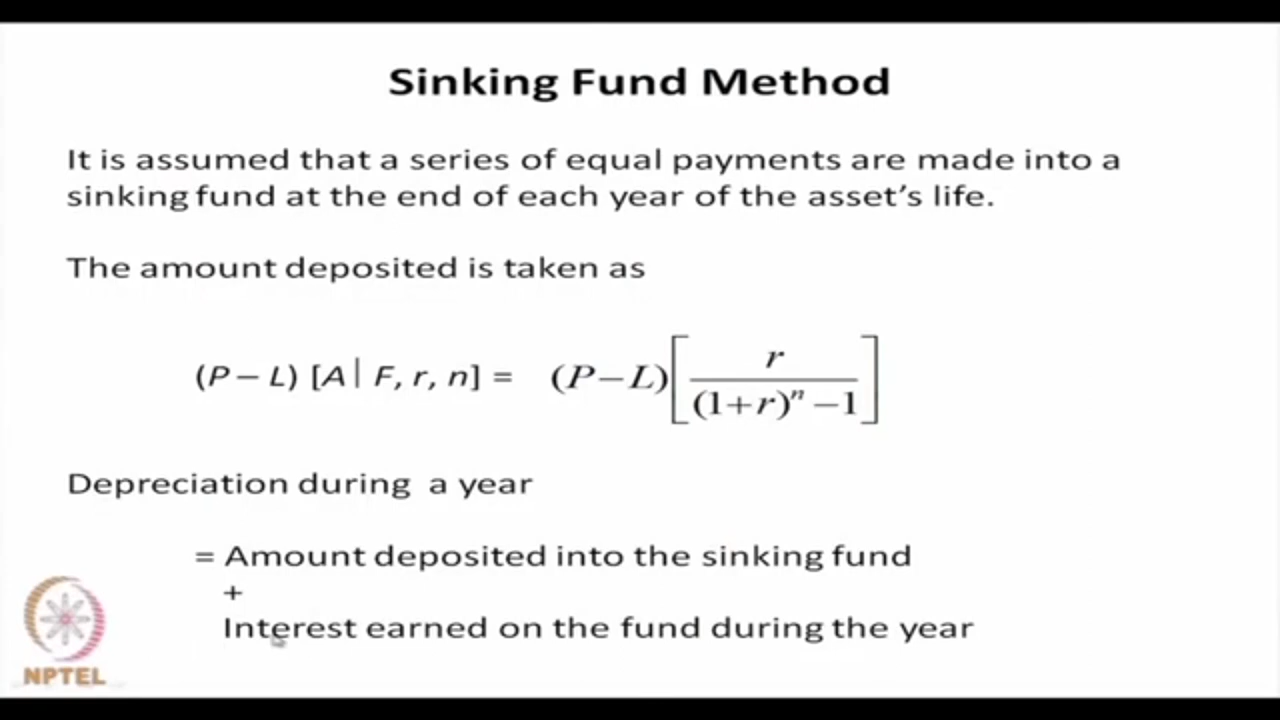 Sinking Fund Method
It is assumed that a series of equal payments are made into a
sinking fund at the end of each year of the asset’s life.
The amount deposited is taken as
(P – L) [A | F, r, n] = (P−L)[r / ((1+r)^n −1)]
Depreciation during a year
= Amount deposited into the sinking fund
+
Interest earned on the fund during the year
NPTEL